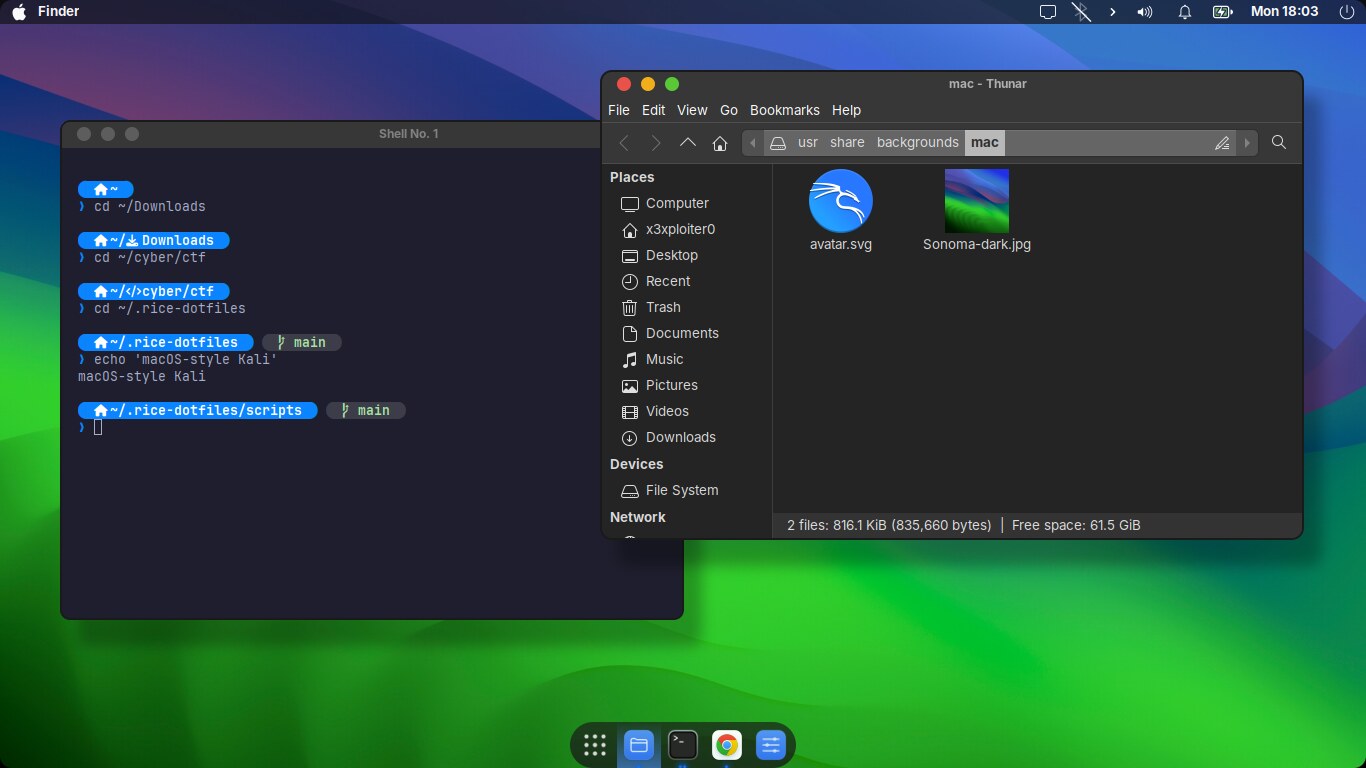 Finder
Mon 18:03
Shell No. 1
~
❯ cd ~/Downloads
~/Downloads
❯ cd ~/cyber/ctf
~/</>cyber/ctf
❯ cd ~/.rice-dotfiles
~/.rice-dotfiles main
❯ echo 'macOS-style Kali'
macOS-style Kali
~/.rice-dotfiles/scripts main
❯
mac - Thunar
File Edit View Go Bookmarks Help
usr share backgrounds mac
Places
Computer
x3xploiter0
Desktop
Recent
Trash
Documents
Music
Pictures
Videos
Downloads
Devices
File System
Network
avatar.svg
Sonoma-dark.jpg
2 files: 816.1 KiB (835,660 bytes) | Free space: 61.5 GiB